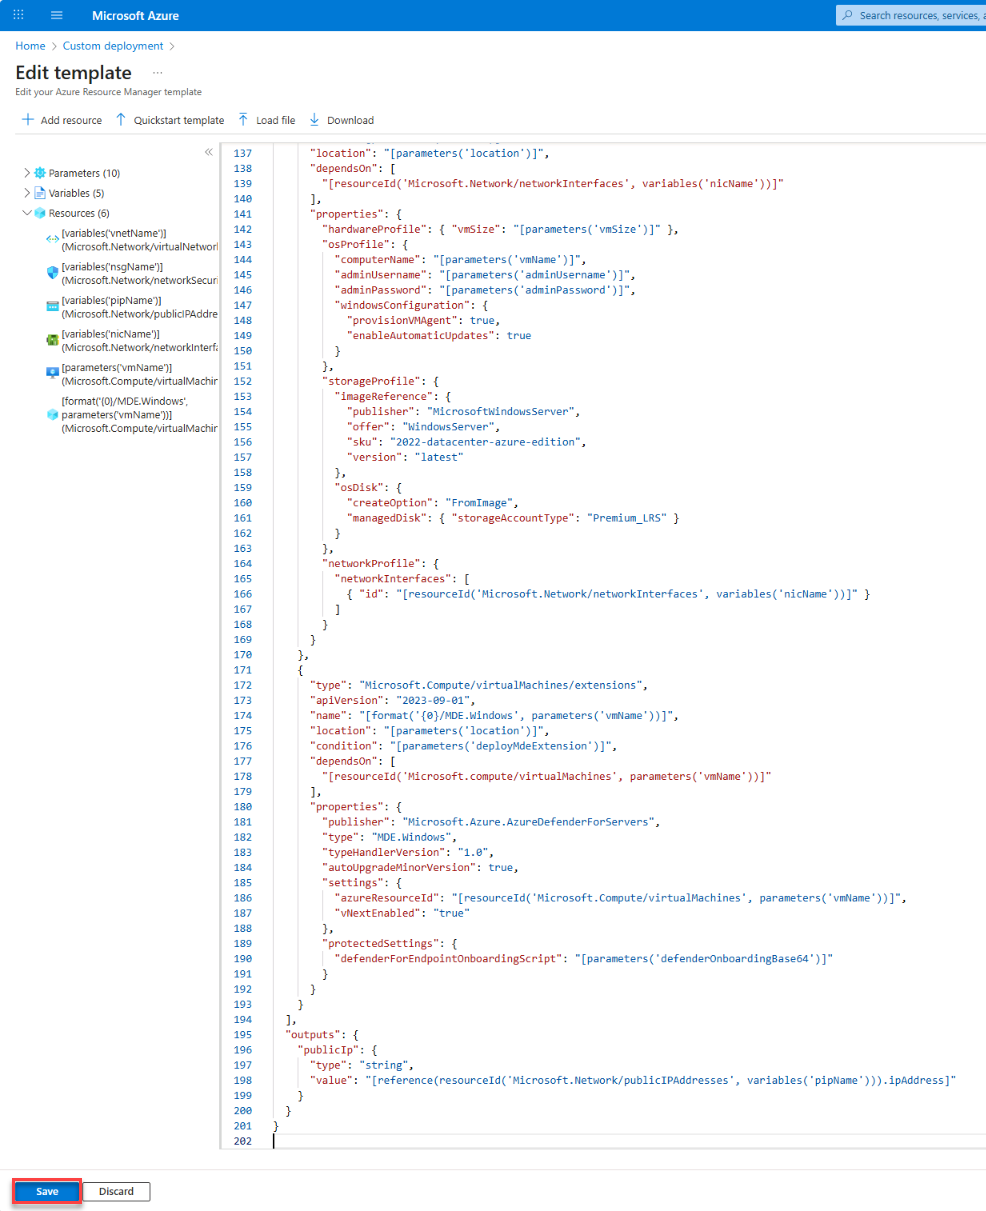 Microsoft Azure
Search resources, services, a
Home > Custom deployment >
Edit template ...
Edit your Azure Resource Manager template
Add resource Quickstart template Load file Download
Parameters (10)
Variables (5)
Resources (6)
[variables('vnetName')]
(Microsoft.Network/virtualNetworl
[variables('nsgName')]
(Microsoft.Network/networkSecuri
[variables('pipName')]
(Microsoft.Network/publicIPAddre
[variables('nicName')]
(Microsoft.Network/networkInterfa
[parameters('vmName')]
(Microsoft.Compute/virtualMachir
[format('{0}/MDE.Windows',
parameters('vmName'))]
(Microsoft.Compute/virtualMachir
137 "location": "[parameters('location')]",
138 "dependsOn": [
139 "[resourceId('Microsoft.Network/networkInterfaces', variables('nicName'))]"
140 ],
141 "properties": {
142 "hardwareProfile": { "vmSize": "[parameters('vmSize')]" },
143 "osProfile": {
144 "computerName": "[parameters('vmName')]",
145 "adminUsername": "[parameters('adminUsername')]",
146 "adminPassword": "[parameters('adminPassword')]",
147 "windowsConfiguration": {
148 "provisionVMAgent": true,
149 "enableAutomaticUpdates": true
150 }
151 },
152 "storageProfile": {
153 "imageReference": {
154 "publisher": "MicrosoftWindowsServer",
155 "offer": "WindowsServer",
156 "sku": "2022-datacenter-azure-edition",
157 "version": "latest"
158 },
159 "osDisk": {
160 "createOption": "FromImage",
161 "managedDisk": { "storageAccountType": "Premium_LRS" }
162 }
163 },
164 "networkProfile": {
165 "networkInterfaces": [
166 { "id": "[resourceId('Microsoft.Network/networkInterfaces', variables('nicName'))]" }
167 ]
168 }
169 }
170 },
171 {
172 "type": "Microsoft.Compute/virtualMachines/extensions",
173 "apiVersion": "2023-09-01",
174 "name": "[format('{0}/MDE.Windows', parameters('vmName'))]",
175 "location": "[parameters('location')]",
176 "condition": "[parameters('deployMdeExtension')]",
177 "dependsOn": [
178 "[resourceId('Microsoft.compute/virtualMachines', parameters('vmName'))]"
179 ],
180 "properties": {
181 "publisher": "Microsoft.Azure.AzureDefenderForServers",
182 "type": "MDE.Windows",
183 "typeHandlerVersion": "1.0",
184 "autoUpgradeMinorVersion": true,
185 "settings": {
186 "azureResourceId": "[resourceId('Microsoft.Compute/virtualMachines', parameters('vmName'))]",
187 "vNextEnabled": "true"
188 },
189 "protectedSettings": {
190 "defenderForEndpointOnboardingScript": "[parameters('defenderOnboardingBase64')]"
191 }
192 }
193 }
194 ],
195 "outputs": {
196 "publicIp": {
197 "type": "string",
198 "value": "[reference(resourceId('Microsoft.Network/publicIPAddresses', variables('pipName'))).ipAddress]"
199 }
200 }
201 }
202
Save Discard